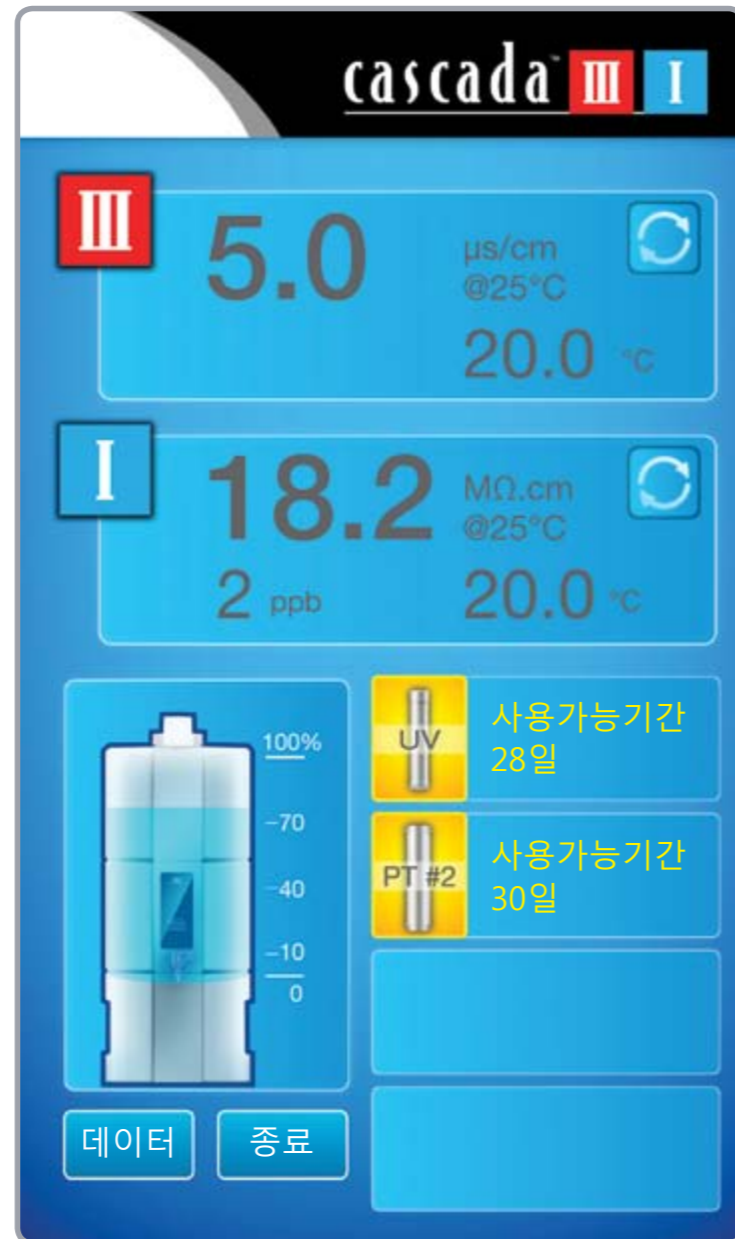 cascada™ III I
III
5.0 µs/cm
@25°C
20.0 °C
I
18.2 MΩ.cm
@25°C
2 ppb 20.0 °C
100%
–70
–40
–10
0
UV
사용가능기간
28일
PT #2
사용가능기간
30일
데이터 종료